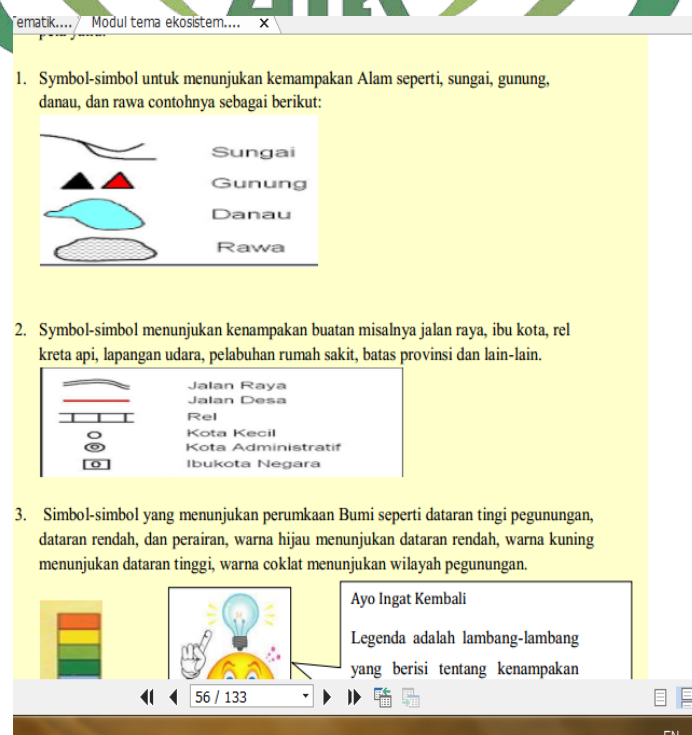 Modul tema ekosistem....
1. Symbol-simbol untuk menunjukan kemampakan Alam seperti, sungai, gunung,
danau, dan rawa contohnya sebagai berikut:
Sungai
Gunung
Danau
Rawa
2. Symbol-simbol menunjukan kenampakan buatan misalnya jalan raya, ibu kota, rel
kreta api, lapangan udara, pelabuhan rumah sakit, batas provinsi dan lain-lain.
Jalan Raya
Jalan Desa
Rel
Kota Kecil
Kota Administratif
Ibukota Negara
3. Simbol-simbol yang menunjukan perumkaan Bumi seperti dataran tingi pegunungan,
dataran rendah, dan perairan, warna hijau menunjukan dataran rendah, warna kuning
menunjukan dataran tinggi, warna coklat menunjukan wilayah pegunungan.
Ayo Ingat Kembali
Legenda adalah lambang-lambang
yang berisi tentang kenampakan
56 / 133